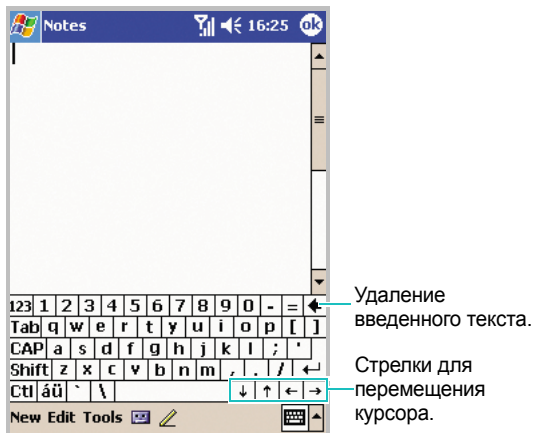 Notes 16:25 ok
123 1 2 3 4 5 6 7 8 9 0 - =
Удаление
введенного текста.
Tab q w e r t y u i o p [ ]
CAP a s d f g h j k l ; '
Shift z x c v b n m , . / ↵
Стрелки для
перемещения
курсора.
Ctl áü ` \ ↓ ↑ ← →
New Edit Tools